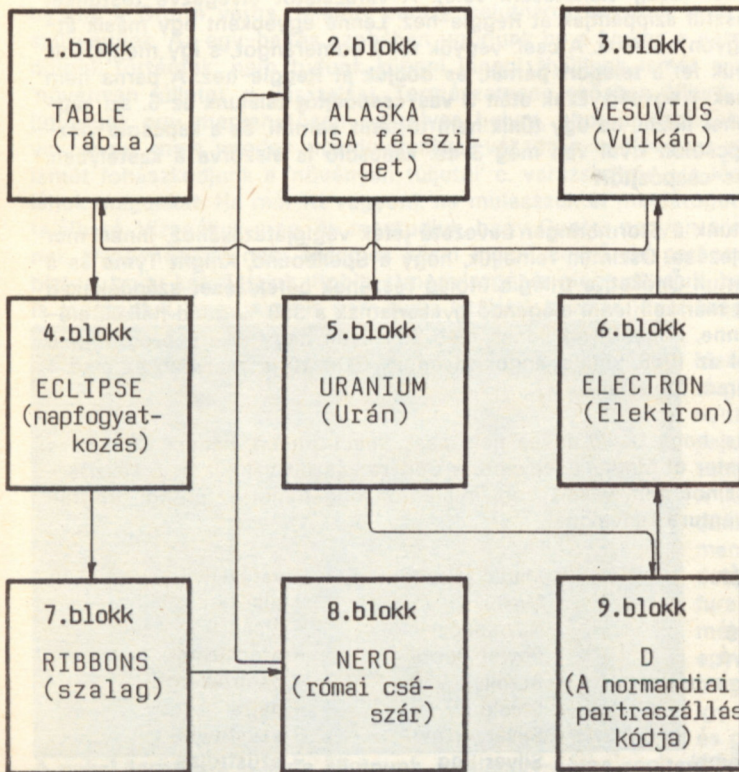 1.blokk
TABLE
(Tábla)
2.blokk
ALASKA
(USA félszi-
get)
3.blokk
VESUVIUS
(Vulkán)
4.blokk
ECLIPSE
(napfogyat-
kozás)
5.blokk
URANIUM
(Urán)
6.blokk
ELECTRON
(Elektron)
7.blokk
RIBBONS
(szalag)
8.blokk
NERO
(római csá-
szár)
9.blokk
D
(A normandiai
partraszállás
kódja)